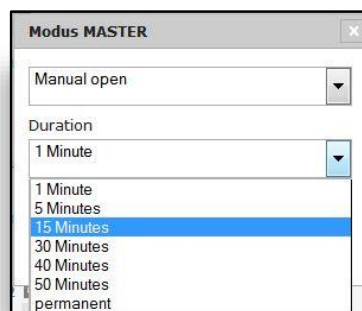 Modus MASTER
Manual open
Duration
1 Minute
1 Minute
5 Minutes
15 Minutes
30 Minutes
40 Minutes
50 Minutes
permanent